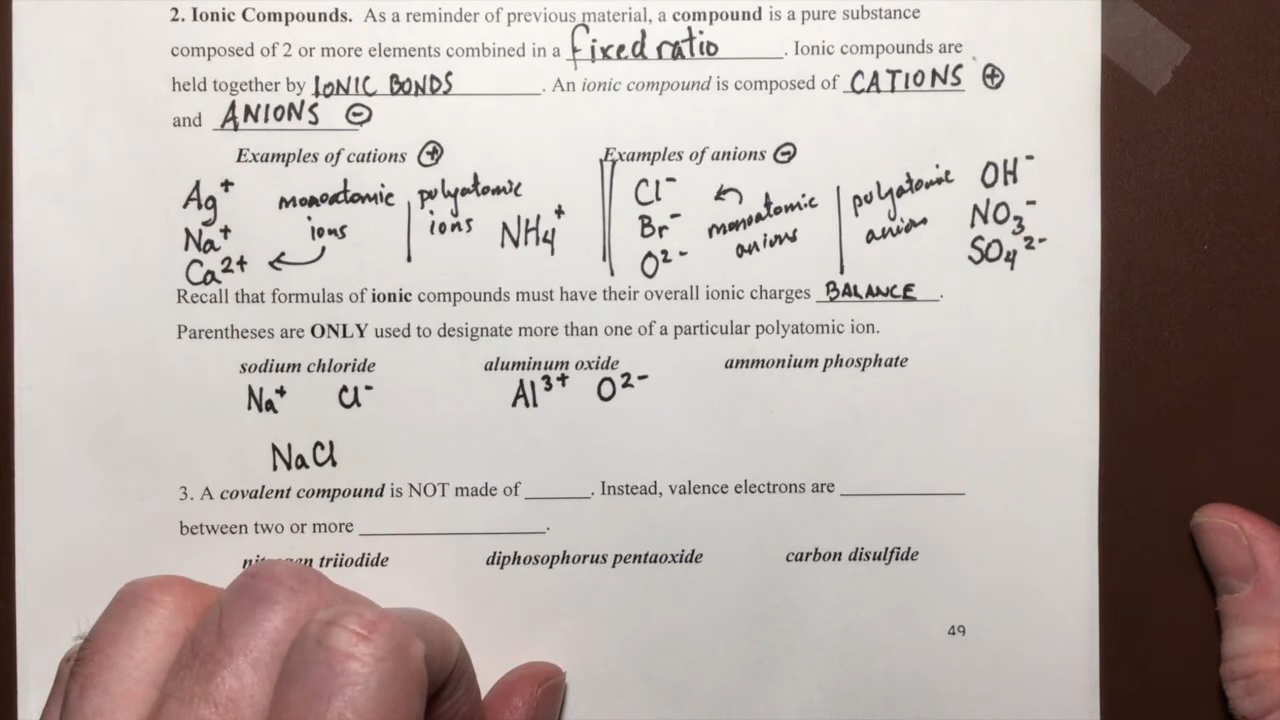 2. Ionic Compounds. As a reminder of previous material, a compound is a pure substance
composed of 2 or more elements combined in a fixed ratio. Ionic compounds are
held together by IONIC BONDS. An ionic compound is composed of CATIONS ⊕
and ANIONS ⊖
Examples of cations ⊕
Examples of anions ⊖
Ag⁺
Na⁺
Ca²⁺
monoatomic
ions
polyatomic
ions
NH₄⁺
Cl⁻
Br⁻
O²⁻
monoatomic
anions
polyatomic
anion
OH⁻
NO₃⁻
SO₄²⁻
Recall that formulas of ionic compounds must have their overall ionic charges BALANCE.
Parentheses are ONLY used to designate more than one of a particular polyatomic ion.
sodium chloride aluminum oxide ammonium phosphate
Na⁺ Cl⁻ Al³⁺ O²⁻
NaCl
3. A covalent compound is NOT made of ______. Instead, valence electrons are ____________
between two or more __________________.
triiodide diphosophorus pentaoxide carbon disulfide
49